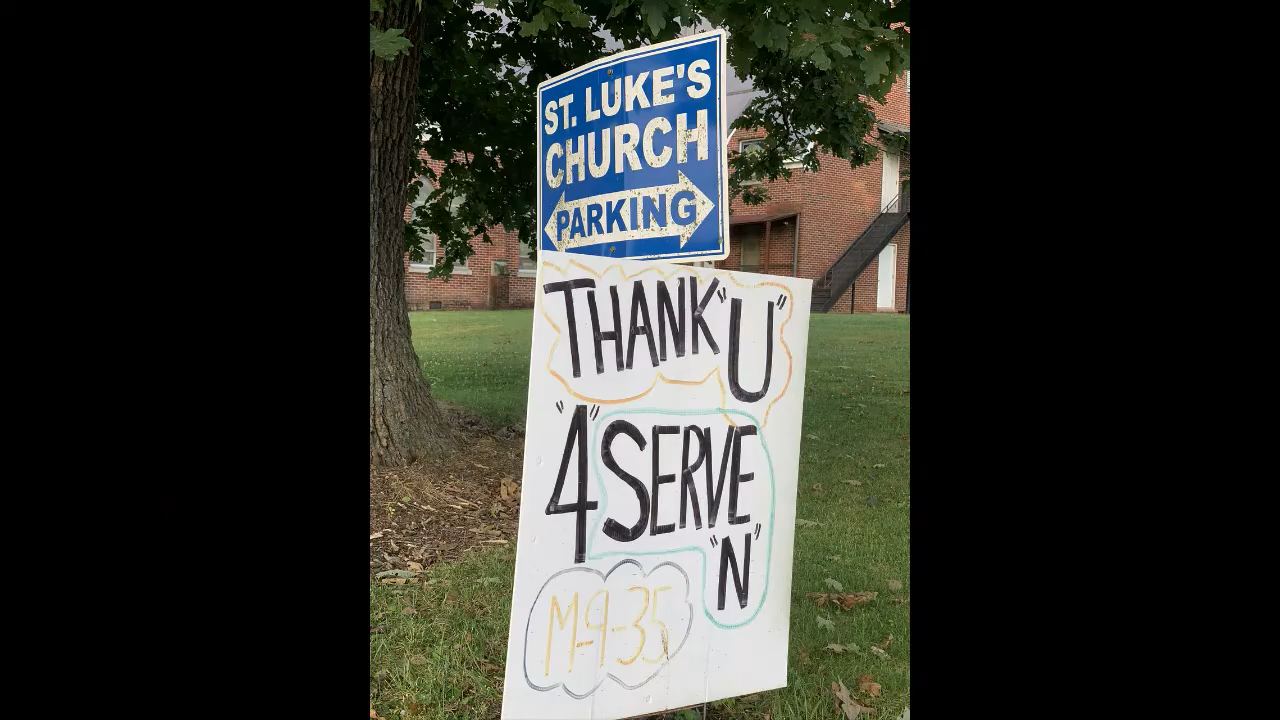 ST. LUKE'S
CHURCH
PARKING
THANK "U"
"4" SERVE
"N"
M-9-35